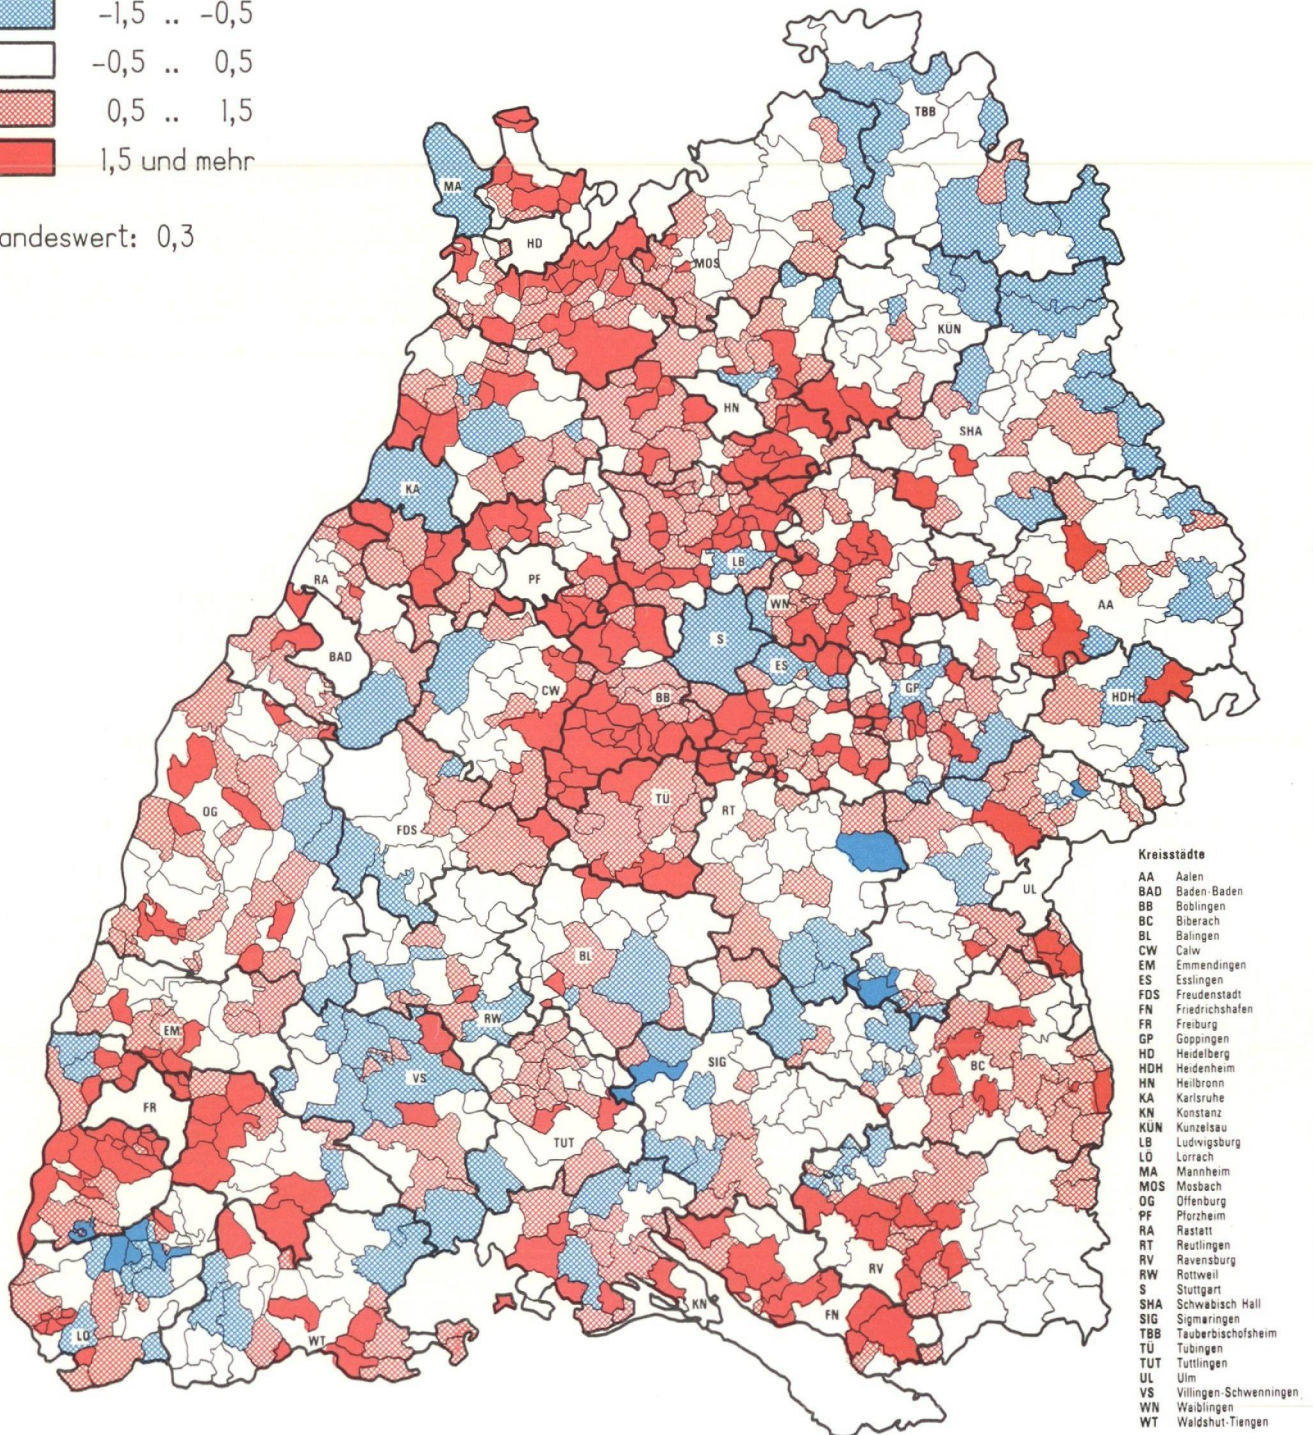 -1,5 .. -0,5
-0,5 .. 0,5
0,5 .. 1,5
1,5 und mehr
andeswert: 0,3
TBB
MA
HD
MOS
KÜN
HN
SHA
KA
LB
RA
PF
WN
AA
S
BAD
ES
CW
BB
GP
HDH
TÜ
RT
OG
FDS
UL
BL
RW
EM
SIG
BC
VS
FR
TUT
RV
KN
FN
LÖ
WT
Kreisstädte
AA Aalen
BAD Baden-Baden
BB Boblingen
BC Biberach
BL Balingen
CW Calw
EM Emmendingen
ES Esslingen
FDS Freudenstadt
FN Friedrichshafen
FR Freiburg
GP Goppingen
HD Heidelberg
HDH Heidenheim
HN Heilbronn
KA Karlsruhe
KN Konstanz
KÜN Kunzelsau
LB Ludwigsburg
LÖ Lorrach
MA Mannheim
MOS Mosbach
OG Offenburg
PF Pforzheim
RA Rastatt
RT Reutlingen
RV Ravensburg
RW Rottweil
S Stuttgart
SHA Schwabisch Hall
SIG Sigmaringen
TBB Tauberbischofsheim
TÜ Tubingen
TUT Tuttlingen
UL Ulm
VS Villingen-Schwenningen
WN Waiblingen
WT Waldshut-Tiengen